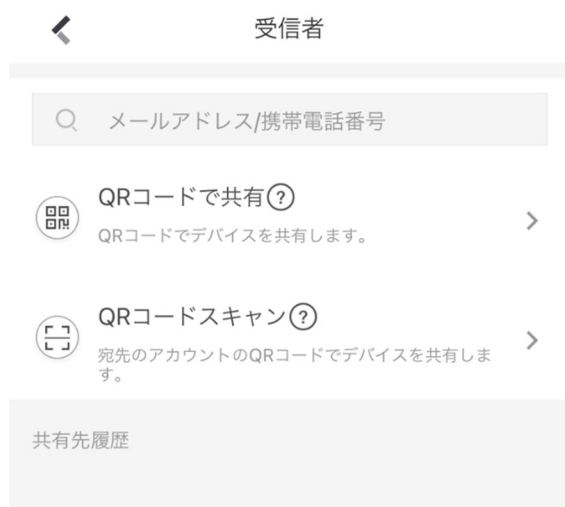 受信者
メールアドレス/携帯電話番号
QRコードで共有?
QRコードでデバイスを共有します。
QRコードスキャン?
宛先のアカウントのQRコードでデバイスを共有しま
す。
共有先履歴